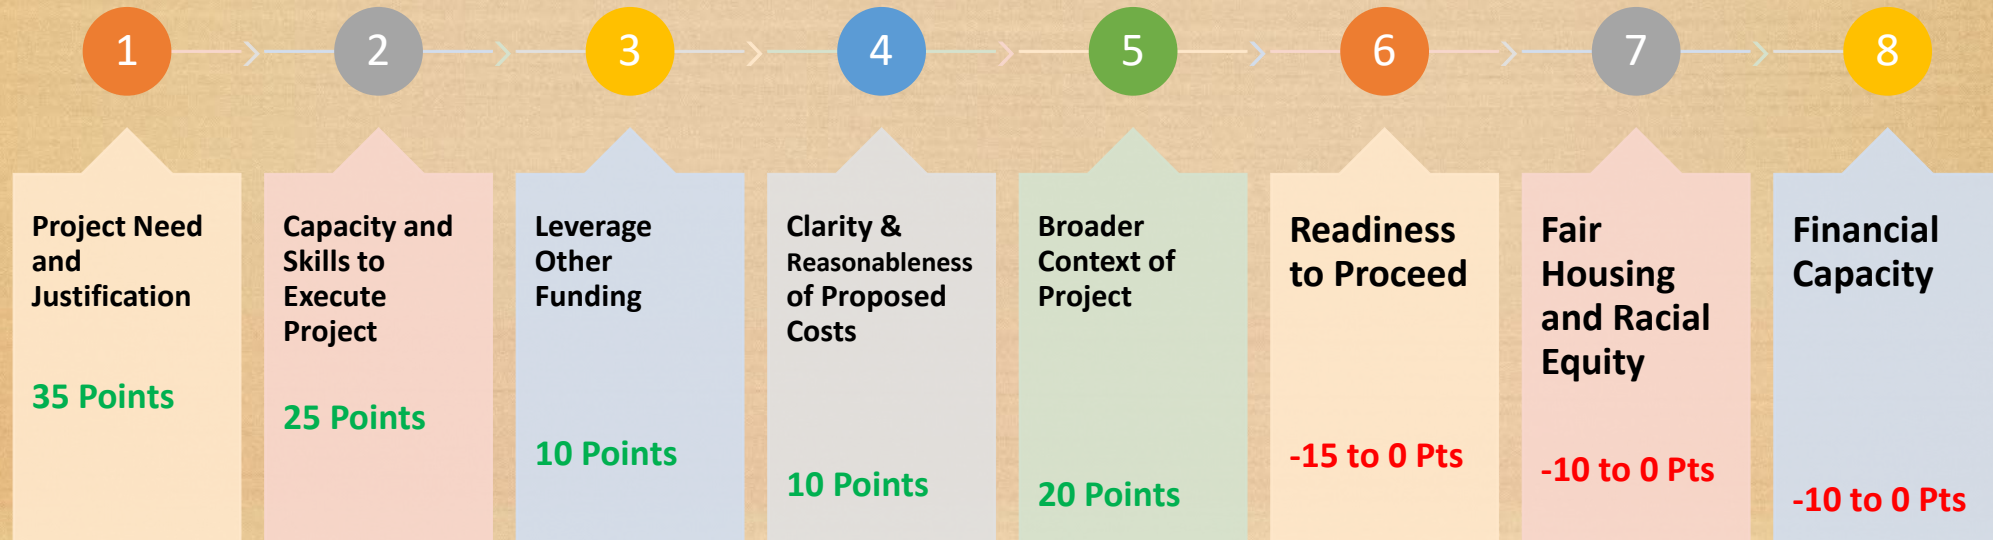 1
2
3
4
5
6
7
8
Project Need
and
Justification
35 Points
Capacity and
Skills to
Execute
Project
25 Points
Leverage
Other
Funding
10 Points
Clarity &
Reasonableness
of Proposed
Costs
10 Points
Broader
Context of
Project
20 Points
Readiness
to Proceed
-15 to 0 Pts
Fair
Housing
and Racial
Equity
-10 to 0 Pts
Financial
Capacity
-10 to 0 Pts